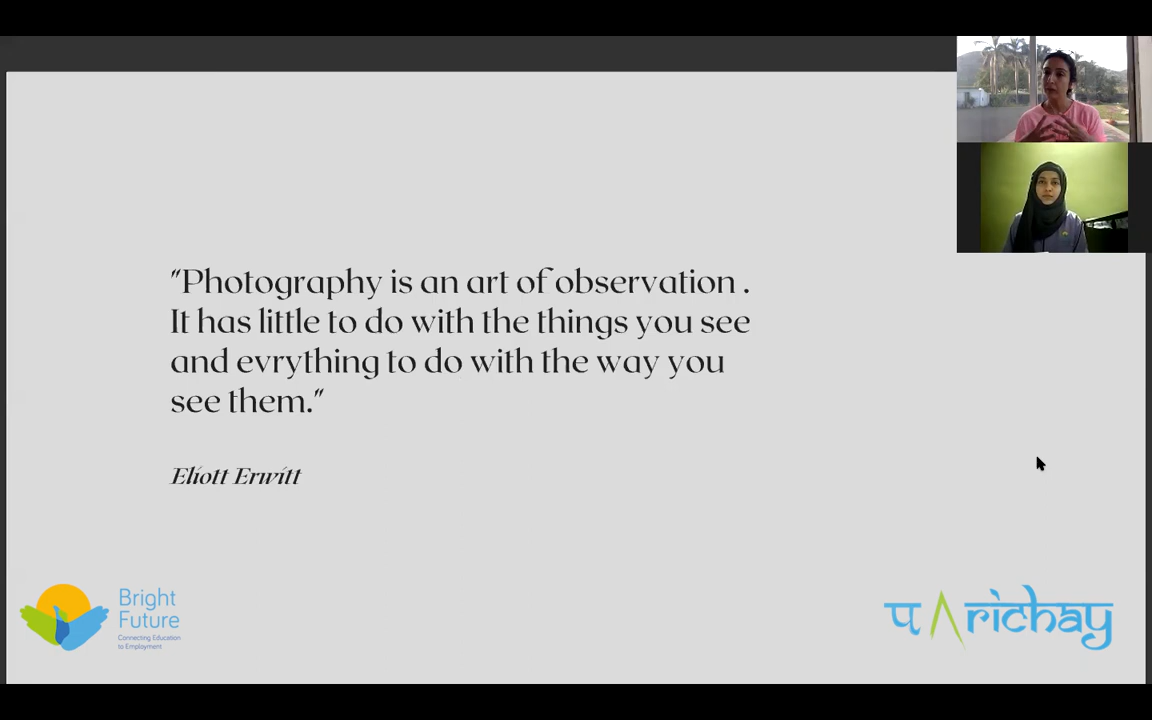 "Photography is an art of observation .
It has little to do with the things you see
and evrything to do with the way you
see them."
Eliott Erwitt
Bright
Future
Connecting Education
to Employment
पΛrichay